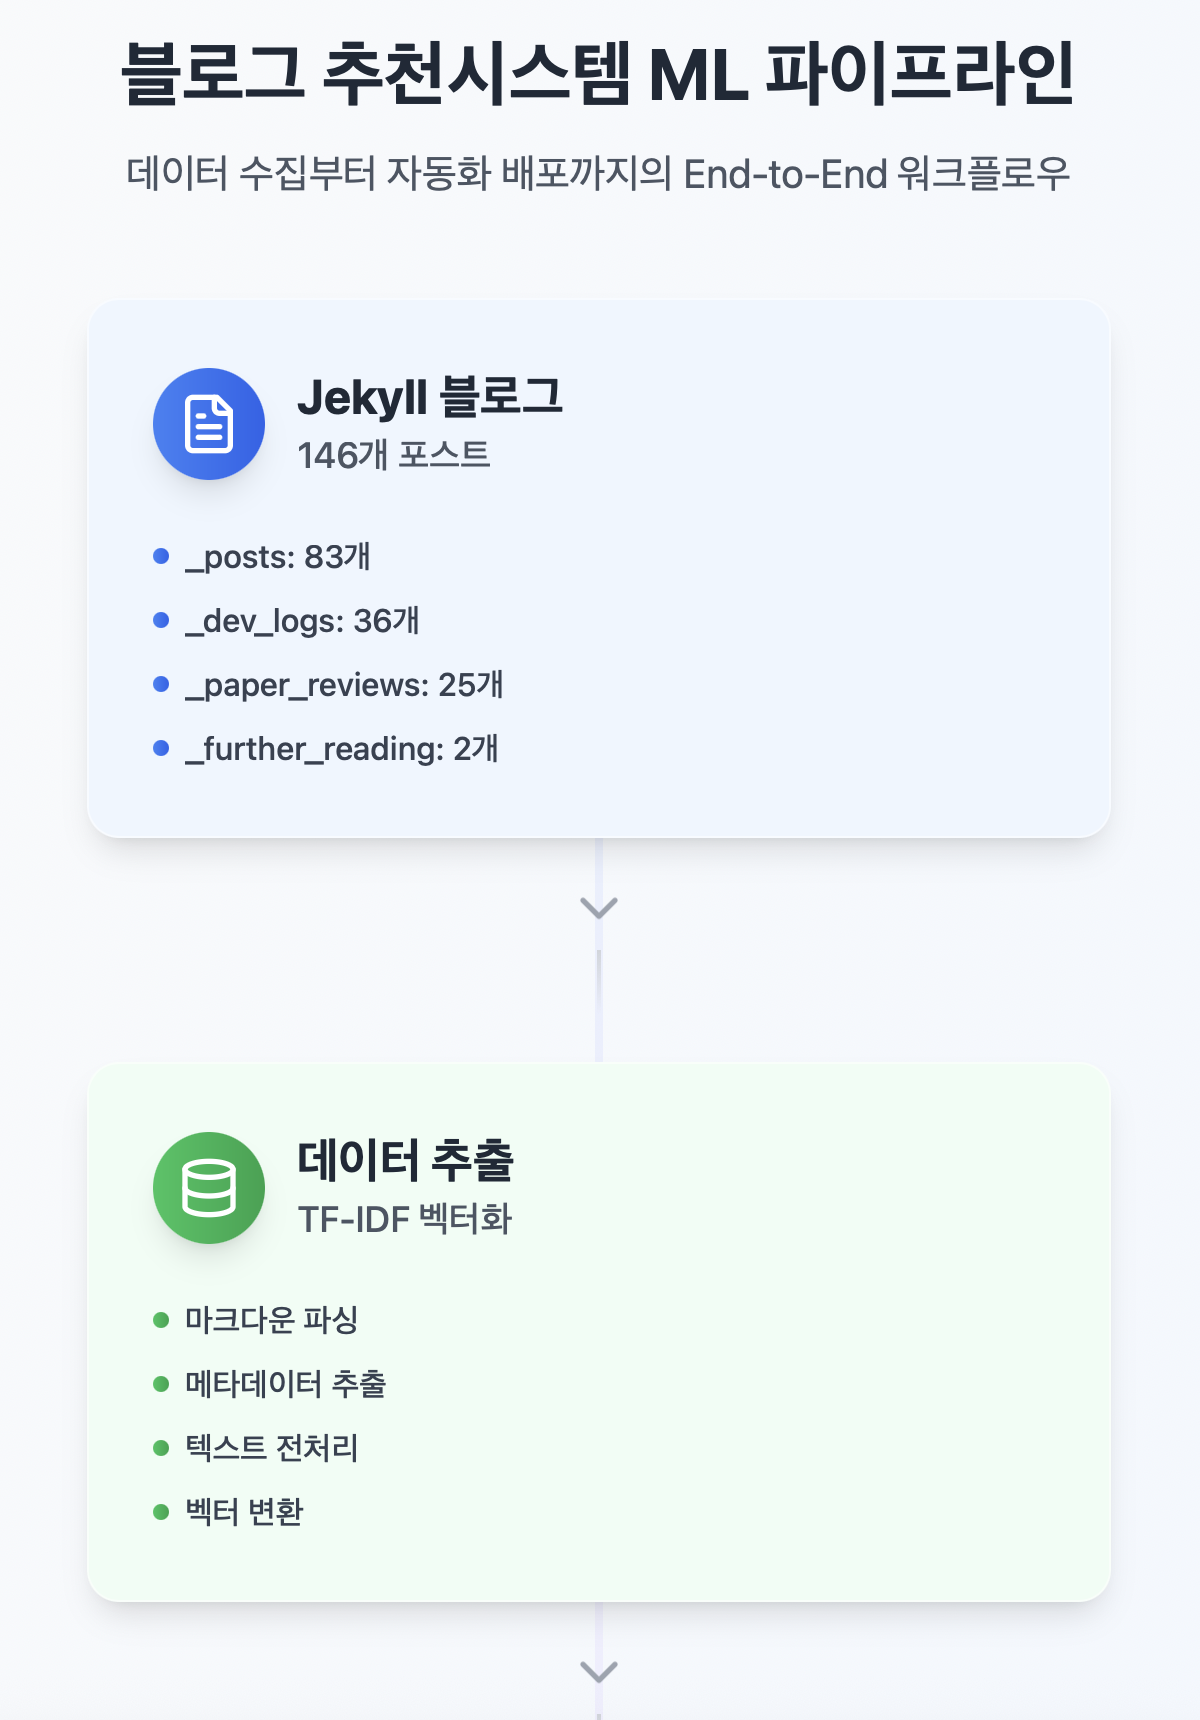 블로그 추천시스템 ML 파이프라인
데이터 수집부터 자동화 배포까지의 End-to-End 워크플로우
Jekyll 블로그
146개 포스트
_posts: 83개
_dev_logs: 36개
_paper_reviews: 25개
_further_reading: 2개
데이터 추출
TF-IDF 벡터화
마크다운 파싱
메타데이터 추출
텍스트 전처리
벡터 변환